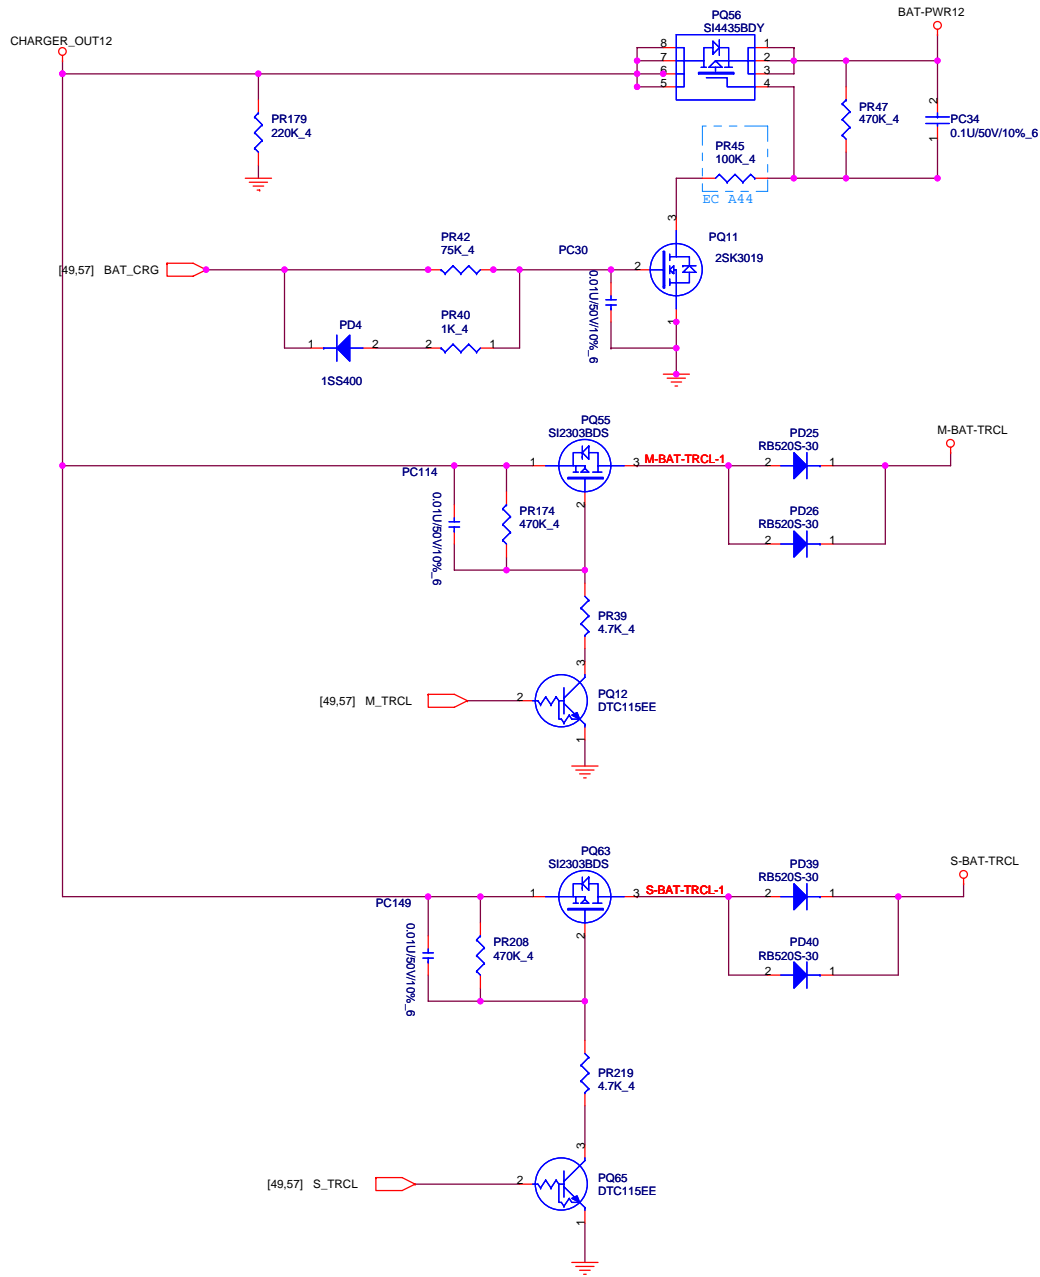 PQ56
SI4435BDY
BAT-PWR12
CHARGER_OUT12
8
7
6
5
1
2
3
4
PR179
220K_4
PR47
470K_4
2
PC34
0.1U/50V/10%_6
1
PR45
100K_4
EC A44
3
PQ11
2SK3019
2
1
[49,57] BAT_CRG
PR42
75K_4
PC30
0.01U/50V/10%_6
PD4
1
2
1SS400
PR40
1K_4
2
1
PQ55
SI2303BDS
1
3
2
M-BAT-TRCL-1
PD25
RB520S-30
2
1
M-BAT-TRCL
PC114
0.01U/50V/10%_6
PR174
470K_4
PD26
RB520S-30
2
1
PR39
4.7K_4
3
[49,57] M_TRCL
2
PQ12
DTC115EE
1
PQ63
SI2303BDS
1
3
2
S-BAT-TRCL-1
PD39
RB520S-30
2
1
S-BAT-TRCL
PC149
0.01U/50V/10%_6
PR208
470K_4
PD40
RB520S-30
2
1
PR219
4.7K_4
3
[49,57] S_TRCL
2
PQ65
DTC115EE
1